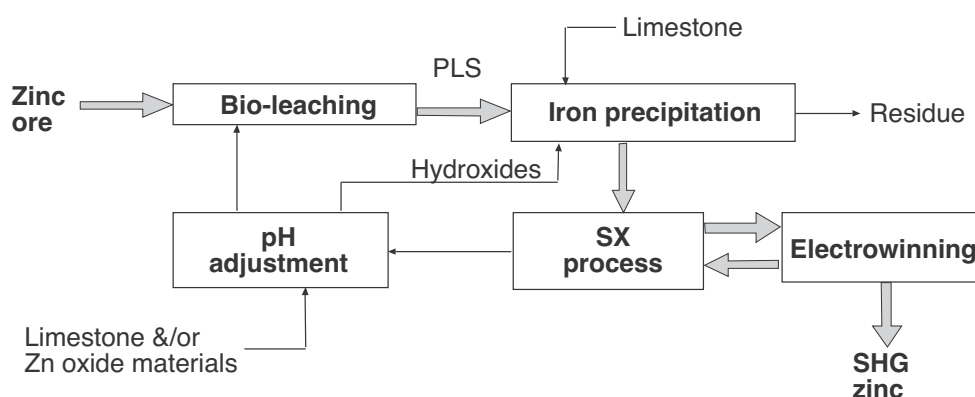 Limestone
PLS
Zinc
ore
Bio-leaching
Iron precipitation
Residue
Hydroxides
pH
adjustment
SX
process
Electrowinning
Limestone &/or
Zn oxide materials
SHG
zinc